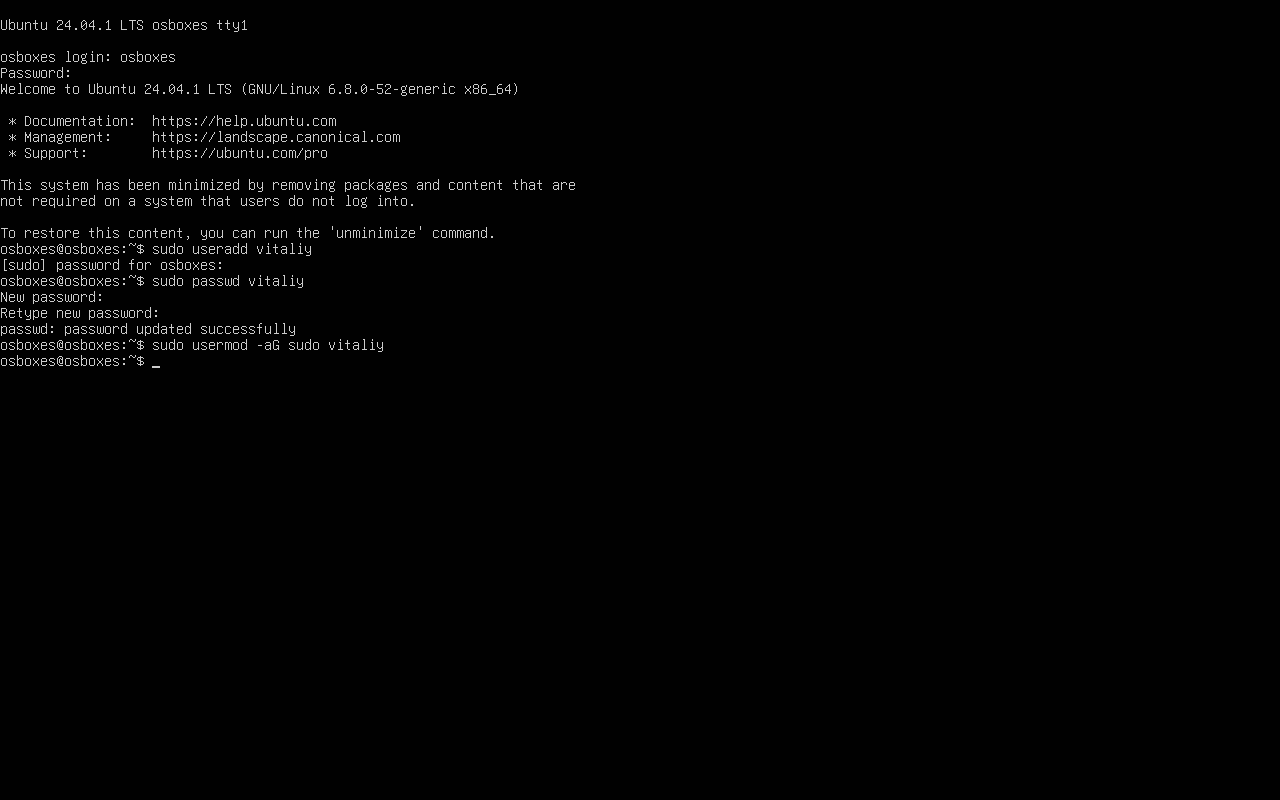 Ubuntu 24.04.1 LTS osboxes tty1
osboxes login: osboxes
Password:
Welcome to Ubuntu 24.04.1 LTS (GNU/Linux 6.8.0-52-generic x86_64)
* Documentation:  https://help.ubuntu.com
* Management:     https://landscape.canonical.com
* Support:        https://ubuntu.com/pro
This system has been minimized by removing packages and content that are
not required on a system that users do not log into.
To restore this content, you can run the 'unminimize' command.
osboxes@osboxes:~$ sudo useradd vitaliy
[sudo] password for osboxes:
osboxes@osboxes:~$ sudo passwd vitaliy
New password:
Retype new password:
passwd: password updated successfully
osboxes@osboxes:~$ sudo usermod -aG sudo vitaliy
osboxes@osboxes:~$ _